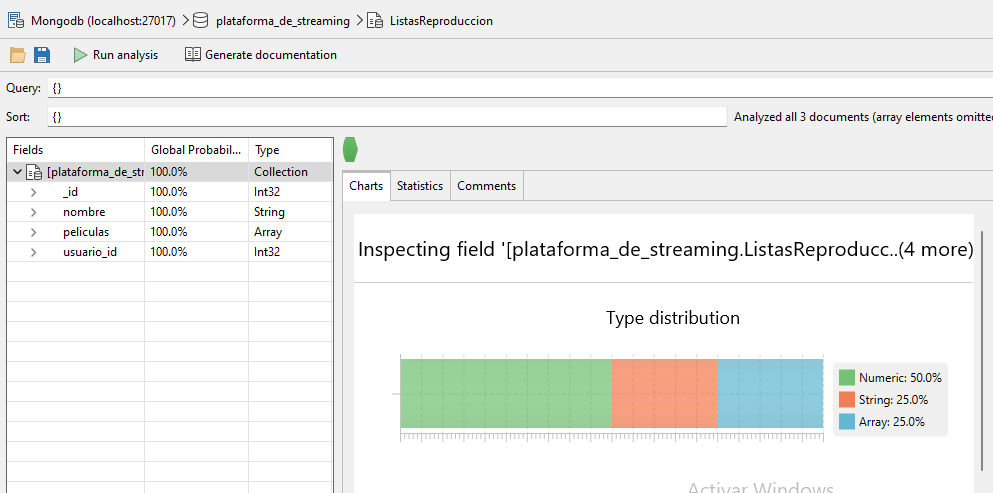 Mongodb (localhost:27017) plataforma_de_streaming ListasReproduccion
Run analysis Generate documentation
Query: {}
Sort: {} Analyzed all 3 documents (array elements omitte
Fields Global Probabil... Type
[plataforma_de_str 100.0% Collection
_id 100.0% Int32
nombre 100.0% String
peliculas 100.0% Array
usuario_id 100.0% Int32
Charts Statistics Comments
Inspecting field '[plataforma_de_streaming.ListasReproducc..(4 more)
Type distribution
Numeric: 50.0%
String: 25.0%
Array: 25.0%
Activar Windows